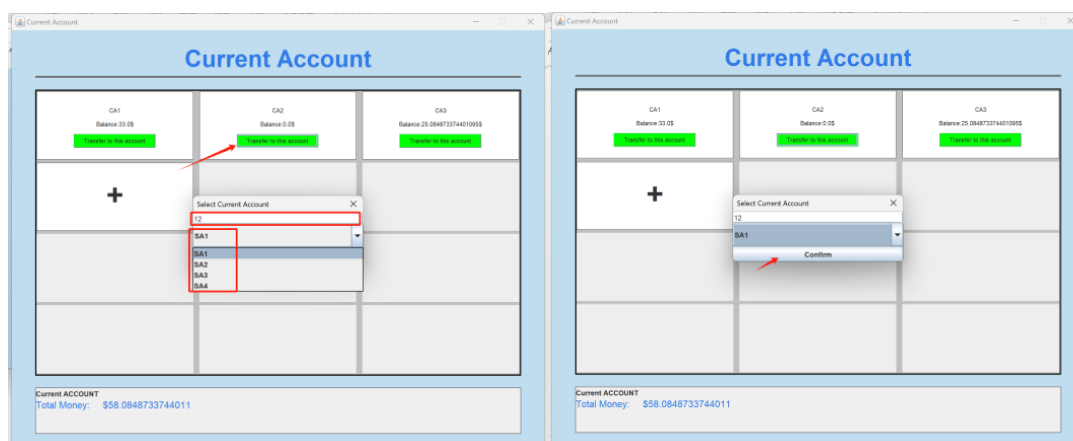 Current Account
Current Account
CA1
Balance:33.0$
Transfer to this account
CA2
Balance:0.0$
Transfer to this account
CA3
Balance:25.0848733744401095$
Transfer to this account
+
Select Current Account
12
SA1
SA1
SA2
SA3
SA4
Current ACCOUNT
Total Money: $58.0848733744011
Current Account
Current Account
CA1
Balance:33.0$
Transfer to this account
CA2
Balance:0.0$
Transfer to this account
CA3
Balance:25.0848733744401095$
Transfer to this account
+
Select Current Account
12
SA1
Confirm
Current ACCOUNT
Total Money: $58.0848733744011